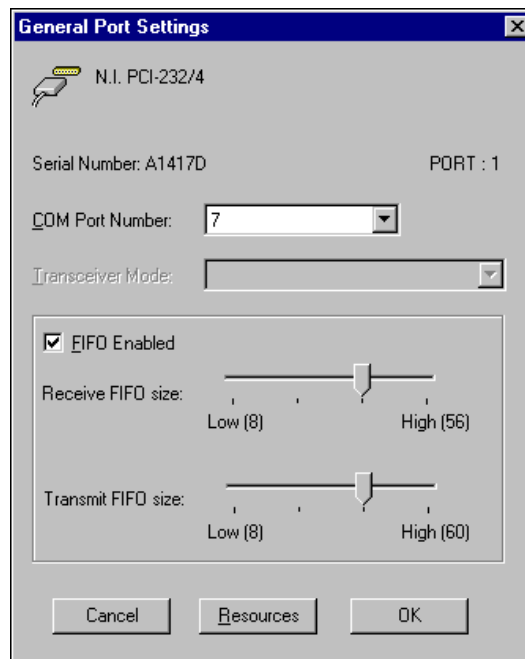 General Port Settings
N.I. PCI-232/4
Serial Number: A1417D PORT : 1
COM Port Number: 7
Transceiver Mode:
FIFO Enabled
Receive FIFO size:
Low (8) High (56)
Transmit FIFO size:
Low (8) High (60)
Cancel Resources OK